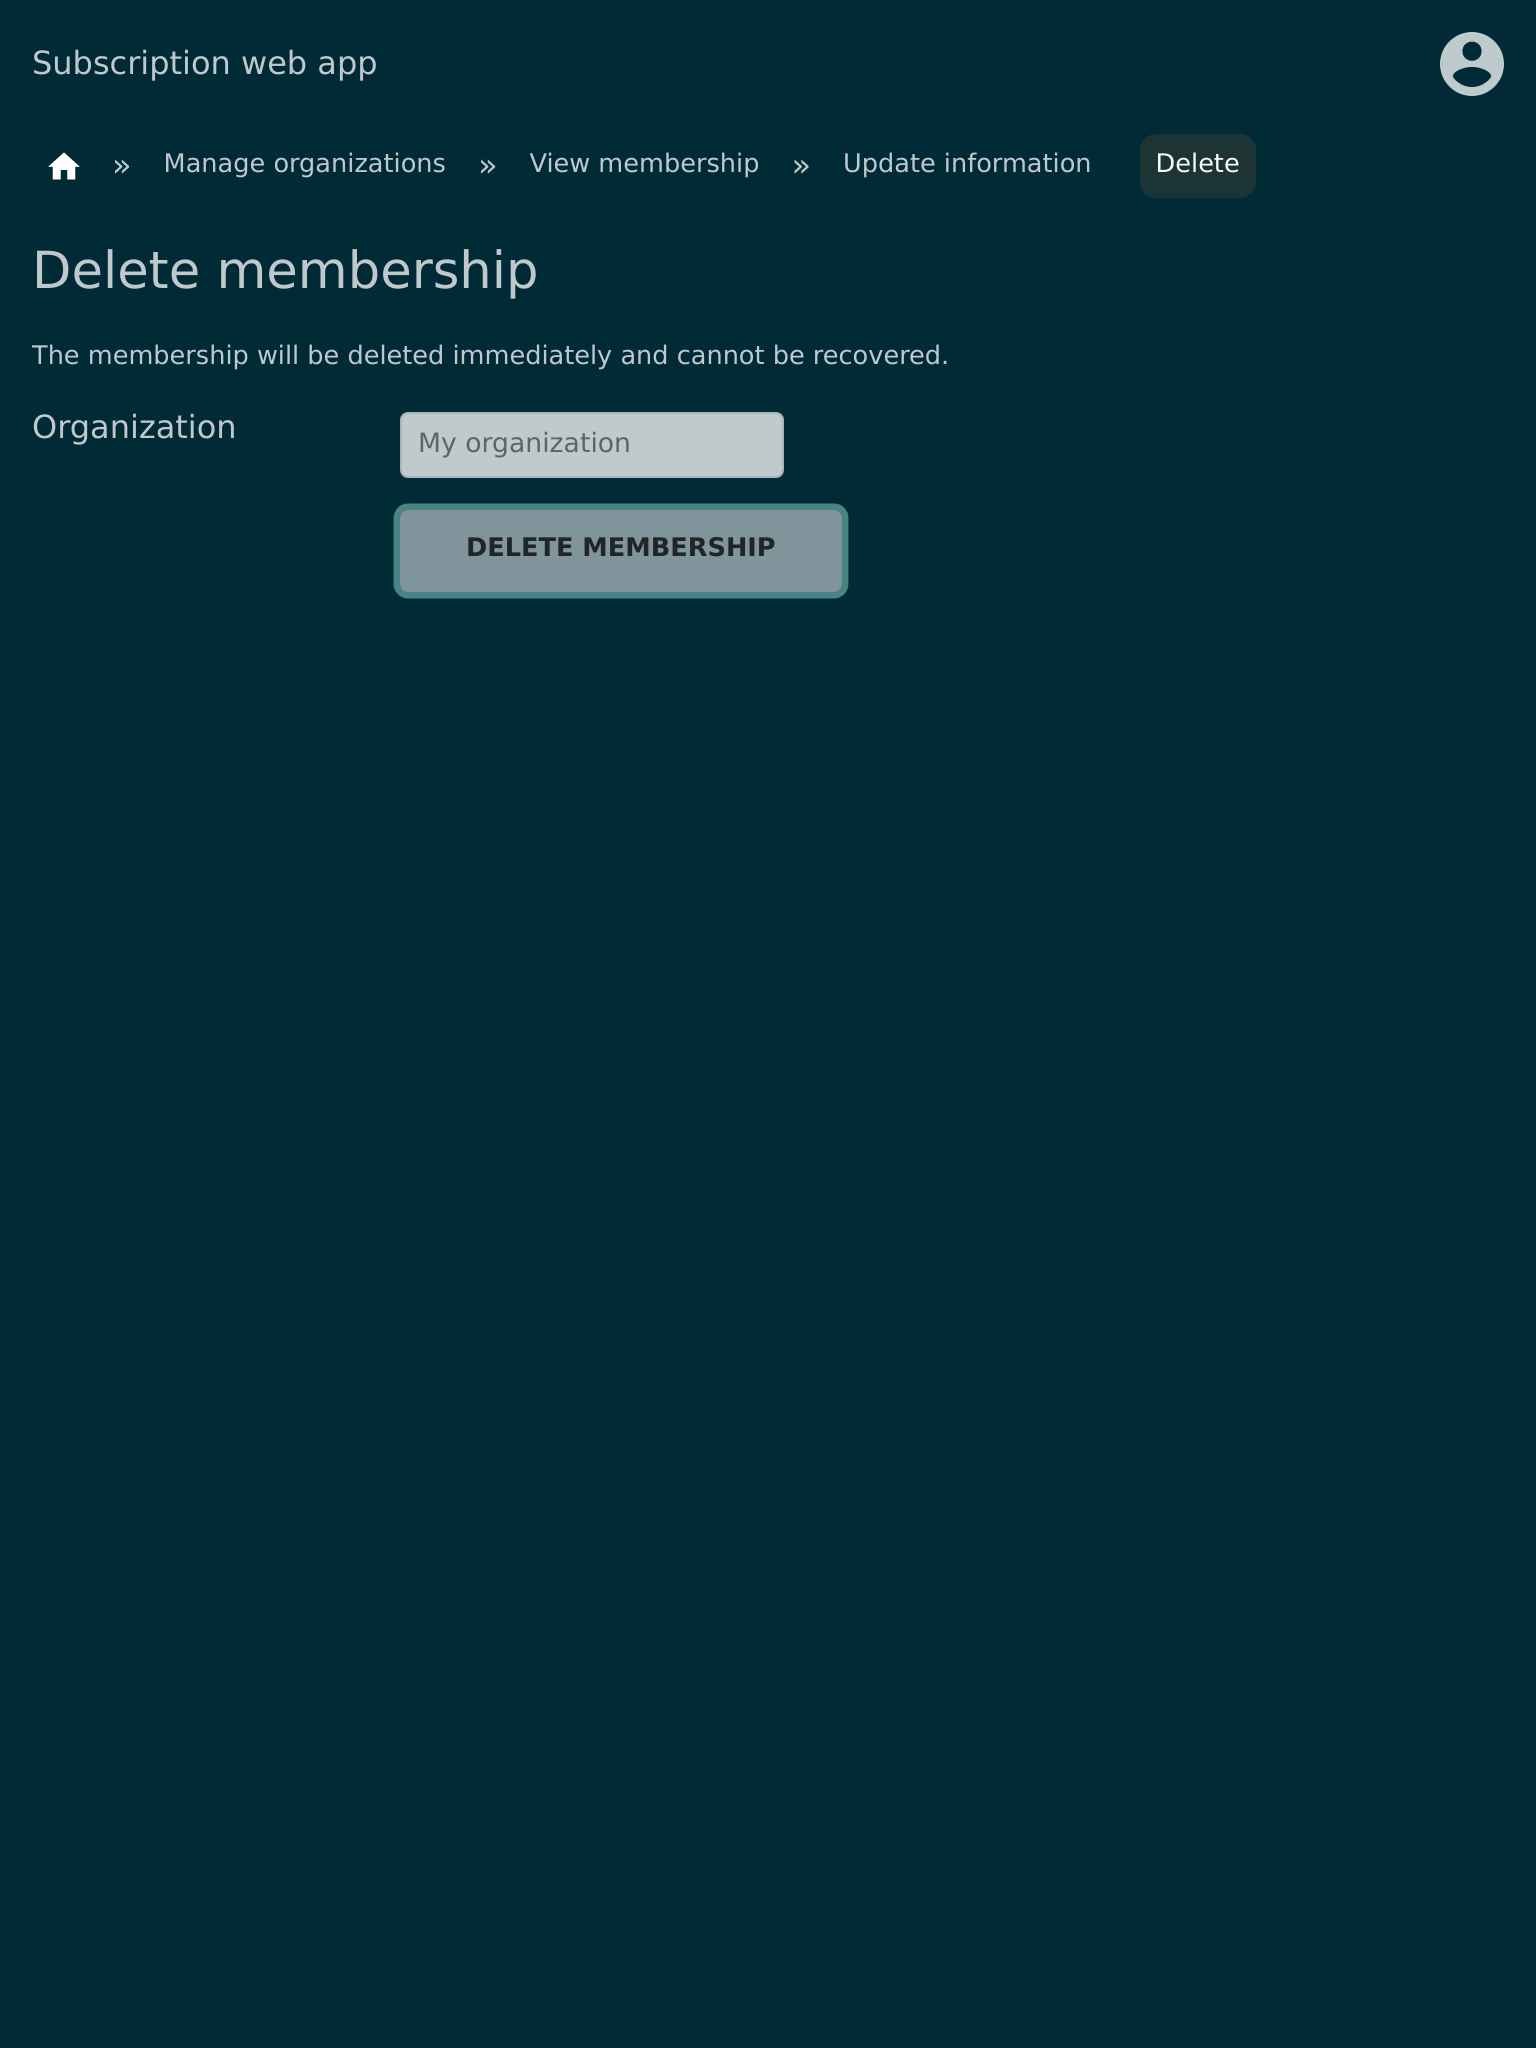 Subscription web app
» Manage organizations » View membership » Update information Delete
Delete membership
The membership will be deleted immediately and cannot be recovered.
Organization My organization
DELETE MEMBERSHIP